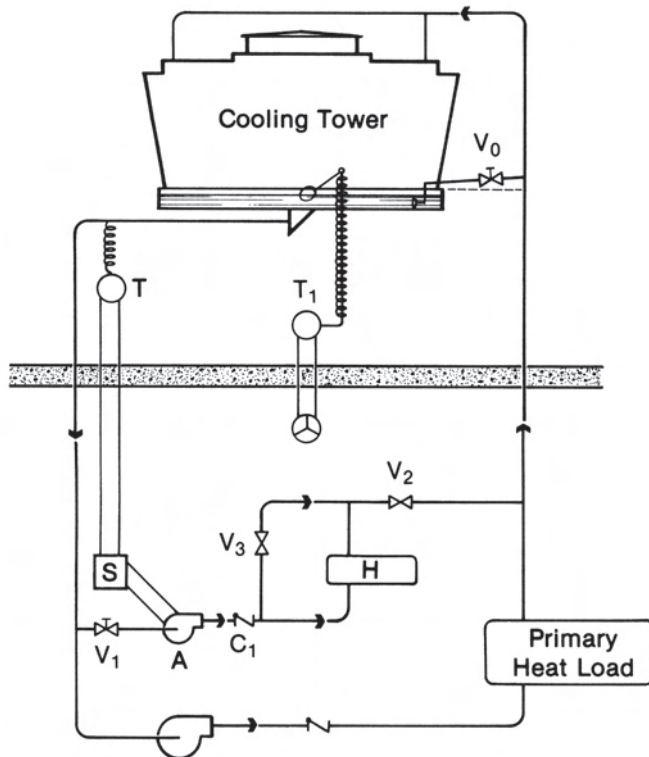 Cooling Tower
V0
T
T1
V2
V3
S
H
V1
A
C1
Primary
Heat Load